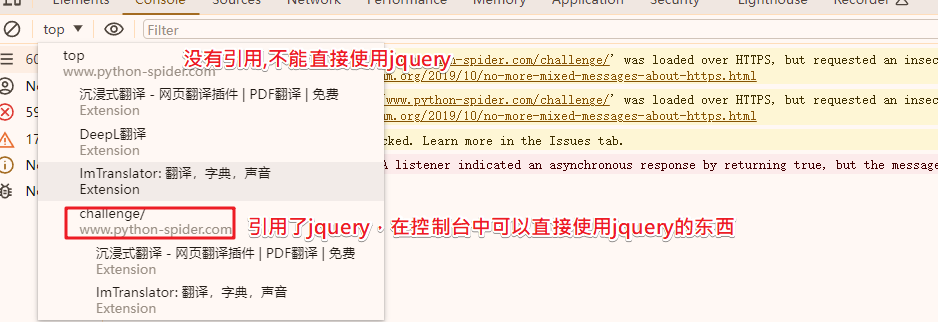 Elements Console Sources Network Performance Memory Application Security Lighthouse Recorder
top Filter
top
www.python-spider.com
没有引用,不能直接使用jquery
沉浸式翻译 - 网页翻译插件 | PDF翻译 | 免费
Extension
DeepL翻译
Extension
ImTranslator: 翻译，字典，声音
Extension
challenge/
www.python-spider.com
引用了jquery，在控制台中可以直接使用jquery的东西
沉浸式翻译 - 网页翻译插件 | PDF翻译 | 免费
Extension
ImTranslator: 翻译，字典，声音
Extension
60
No
59
17
No
No
spider.com/challenge/' was loaded over HTTPS, but requested an insec
m.org/2019/10/no-more-mixed-messages-about-https.html
www.python-spider.com/challenge/' was loaded over HTTPS, but requested an insec
m.org/2019/10/no-more-mixed-messages-about-https.html
cked. Learn more in the Issues tab.
A listener indicated an asynchronous response by returning true, but the message